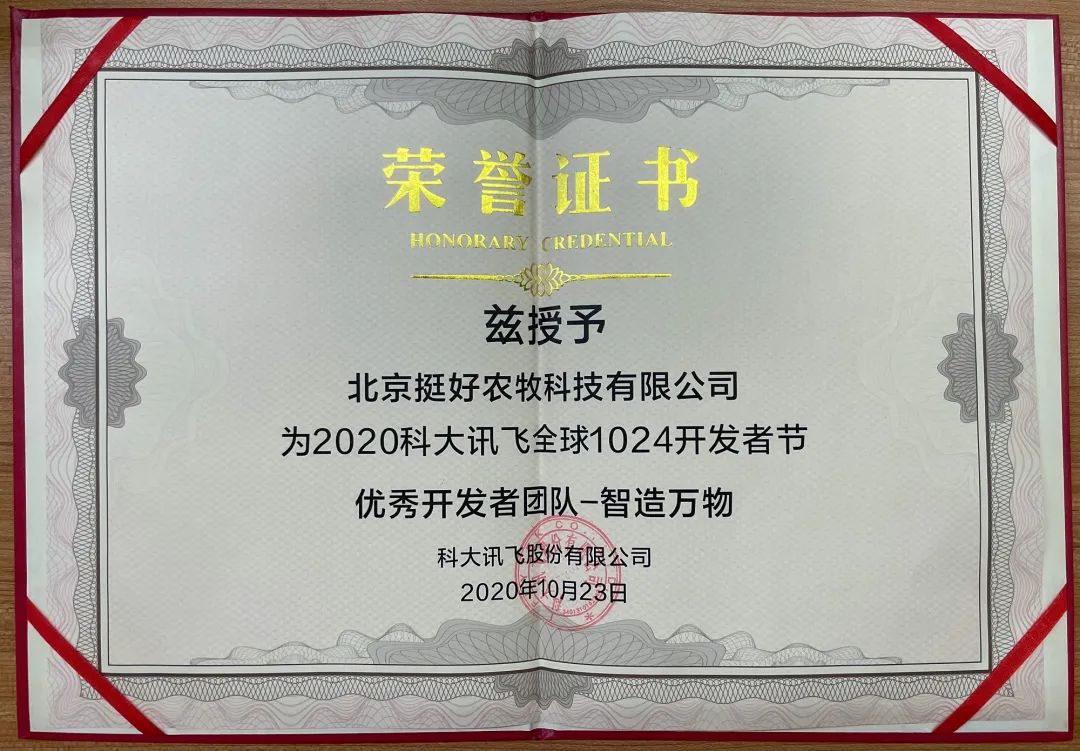 荣誉证书
HONORARY CREDENTIAL
兹授予
北京挺好农牧科技有限公司
为2020科大讯飞全球1024开发者节
优秀开发者团队-智造万物
科大讯飞股份有限公司
2020年10月23日